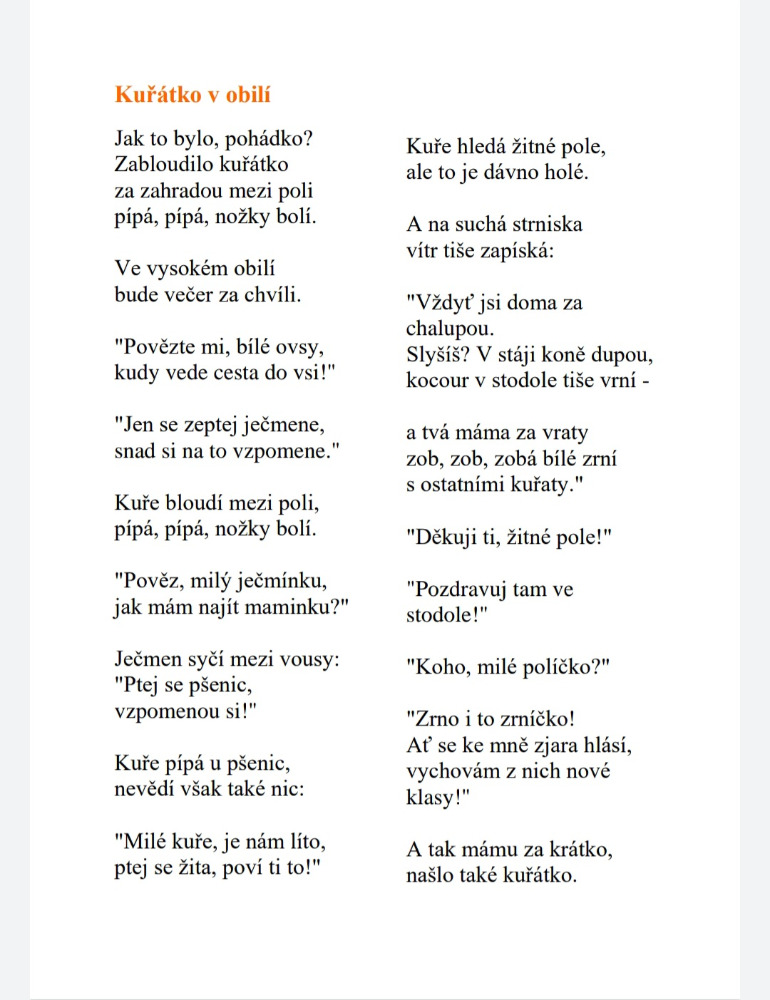 Kuřátko v obilí
Jak to bylo, pohádko?
Zabloudilo kuřátko
za zahradou mezi poli
pípá, pípá, nožky bolí.
Ve vysokém obilí
bude večer za chvíli.
"Povězte mi, bílé ovsy,
kudy vede cesta do vsi!"
"Jen se zeptej ječmene,
snad si na to vzpomene."
Kuře bloudí mezi poli,
pípá, pípá, nožky bolí.
"Pověz, milý ječmínku,
jak mám najít maminku?"
Ječmen syčí mezi vousy:
"Ptej se pšenic,
vzpomenou si!"
Kuře pípá u pšenic,
nevědí však také nic:
"Milé kuře, je nám líto,
ptej se žita, poví ti to!"
Kuře hledá žitné pole,
ale to je dávno holé.
A na suchá strniska
vítr tiše zapíská:
"Vždyť jsi doma za
chalupou.
Slyšíš? V stáji koně dupou,
kocour v stodole tiše vrní -
a tvá máma za vraty
zob, zob, zobá bílé zrní
s ostatními kuřaty."
"Děkuji ti, žitné pole!"
"Pozdravuj tam ve
stodole!"
"Koho, milé políčko?"
"Zrno i to zrníčko!
Ať se ke mně zjara hlásí,
vychovám z nich nové
klasy!"
A tak mámu za krátko,
našlo také kuřátko.